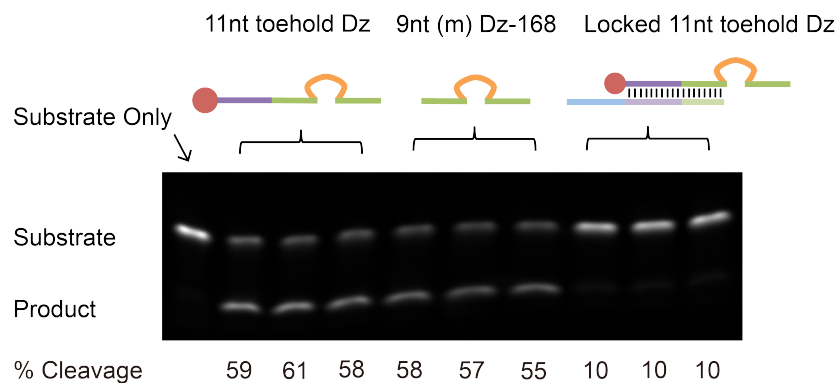 11nt toehold Dz 9nt (m) Dz-168 Locked 11nt toehold Dz
Substrate Only
Substrate
Product
% Cleavage 59 61 58 58 57 55 10 10 10